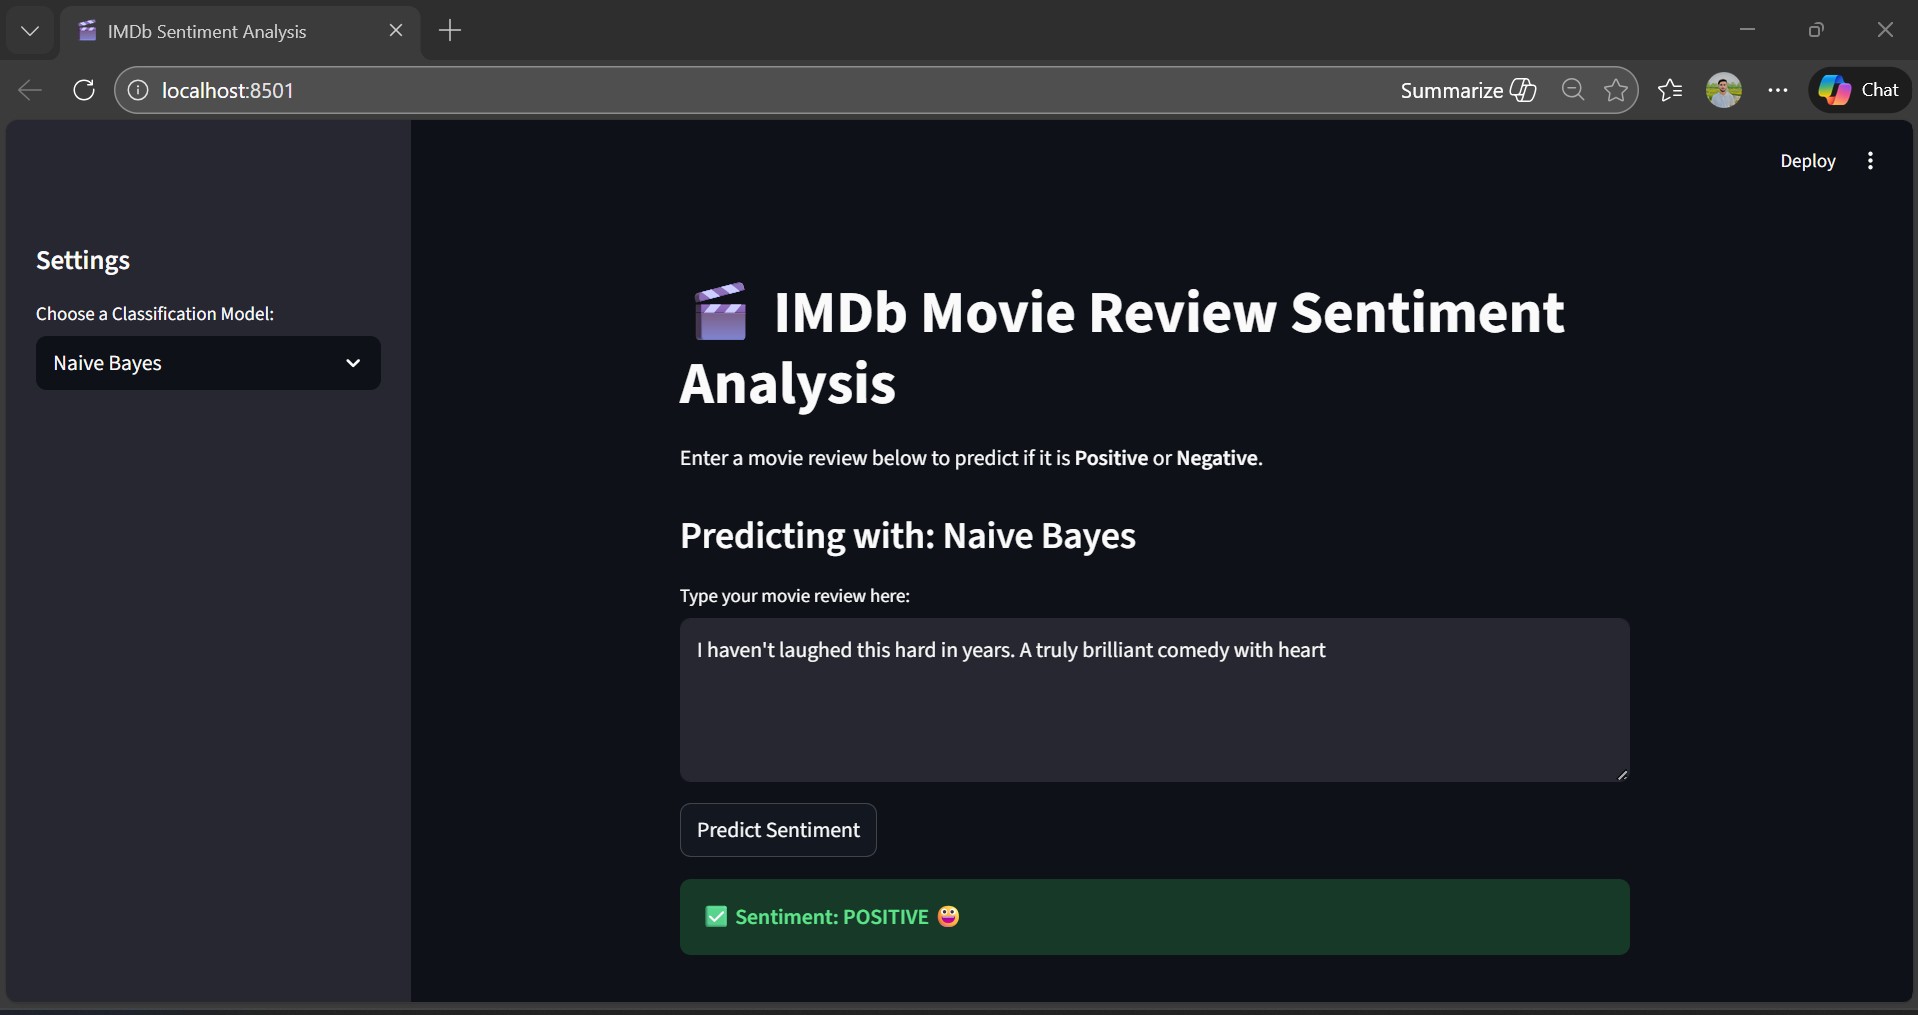 IMDb Sentiment Analysis
localhost:8501
Summarize
Chat
Deploy
Settings
Choose a Classification Model:
Naive Bayes
🎬 IMDb Movie Review Sentiment
Analysis
Enter a movie review below to predict if it is Positive or Negative.
Predicting with: Naive Bayes
Type your movie review here:
I haven't laughed this hard in years. A truly brilliant comedy with heart
Predict Sentiment
✅ Sentiment: POSITIVE 😀